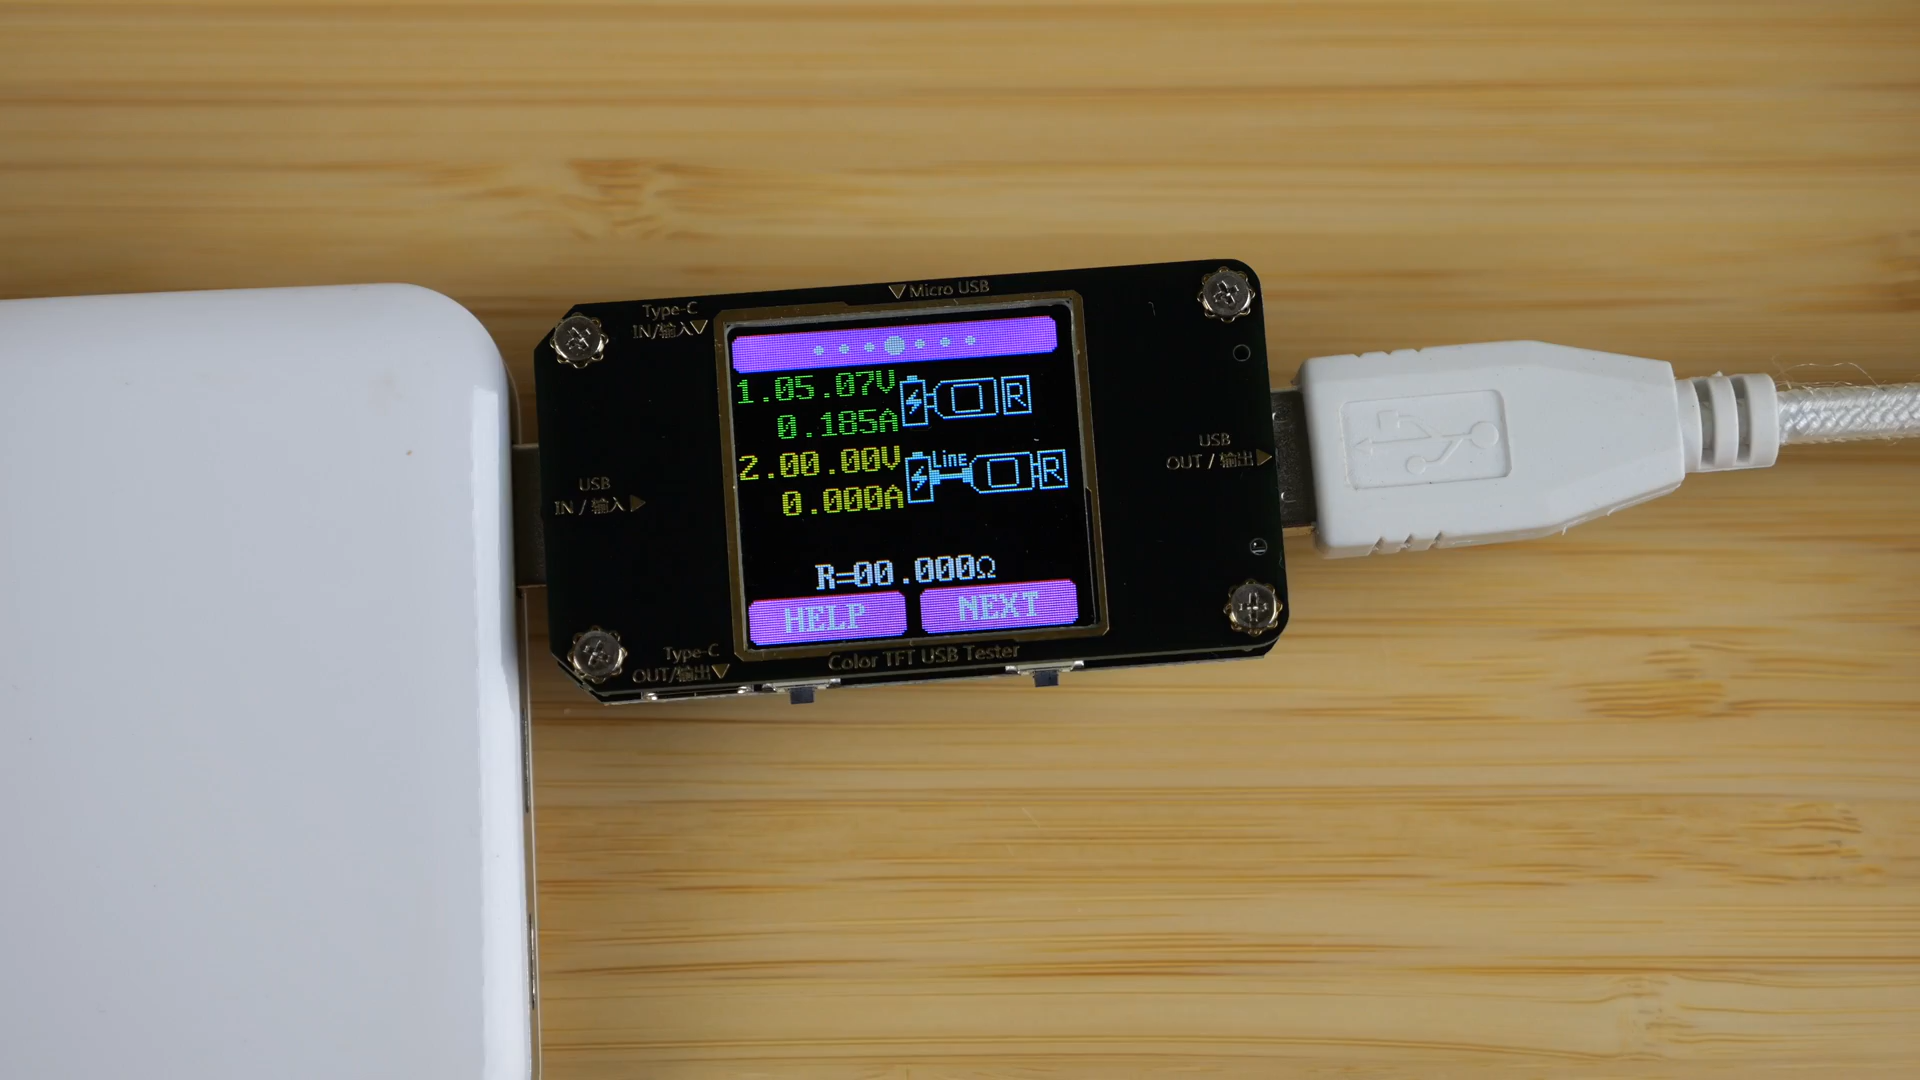 ▽Micro USB
Type-C
IN/输入▽
1.05.07V
R
0.185A
2.00.00V
Line
R
0.000A
R=00.000Ω
HELP
NEXT
USB
IN / 输入▶
USB
OUT / 输出▶
Type-C
OUT/输出▽
Color TFT USB Tester